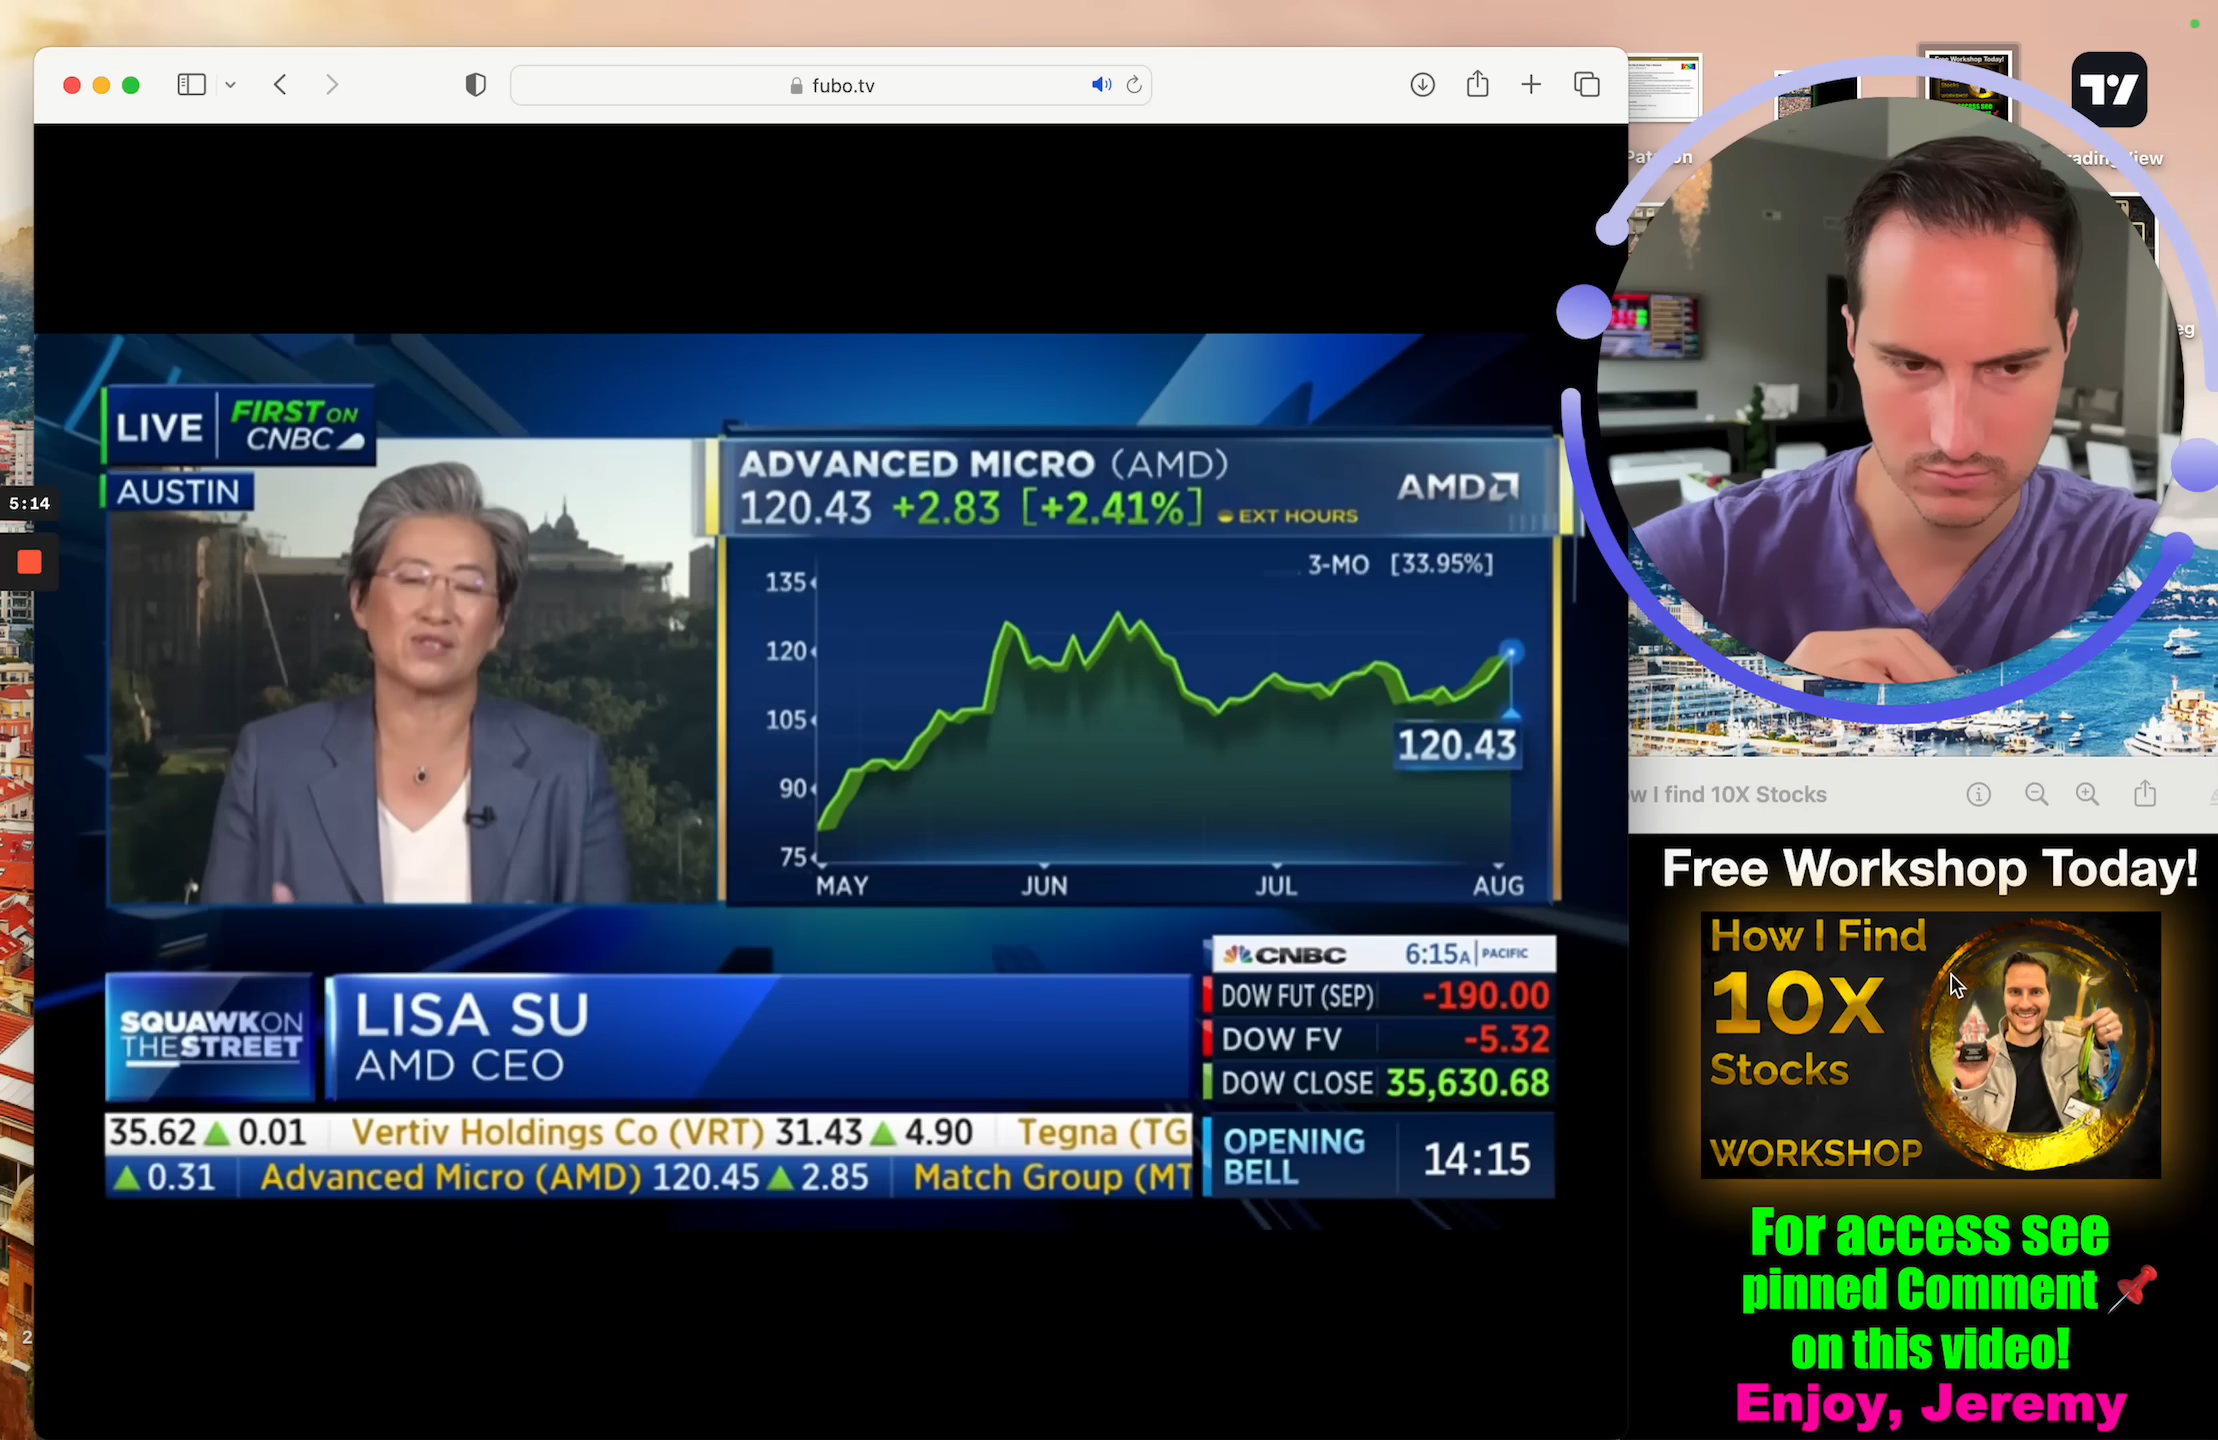 fubo.tv
LIVE
FIRST ON
CNBC
AUSTIN
5:14
ADVANCED MICRO (AMD)
120.43 +2.83 [+2.41%] EXT HOURS
AMD
3-MO [33.95%]
135
120
105
90
75
120.43
MAY JUN JUL AUG
SQUAWK ON
THE STREET
LISA SU
AMD CEO
CNBC 6:15A PACIFIC
DOW FUT (SEP) -190.00
DOW FV -5.32
DOW CLOSE 35,630.68
OPENING
BELL
14:15
35.62 ▲ 0.01 Vertiv Holdings Co (VRT) 31.43 ▲ 4.90 Tegna (TG
▲ 0.31 Advanced Micro (AMD) 120.45 ▲ 2.85 Match Group (MT
Free Workshop Today!
w I find 10X Stocks
Free Workshop Today!
How I Find
10X
Stocks
WORKSHOP
For access see
pinned Comment 📌
on this video!
Enjoy, Jeremy